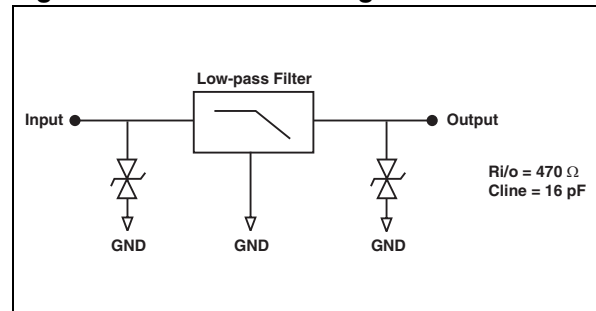 Low-pass Filter
Input
Output
Ri/o = 470 Ω
Cline = 16 pF
GND
GND
GND